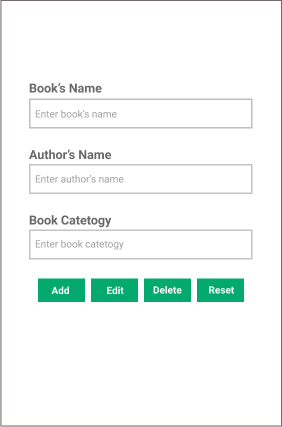 Book's Name
Enter book's name
Author's Name
Enter author's name
Book Catetogy
Enter book catetogy
Add Edit Delete Reset